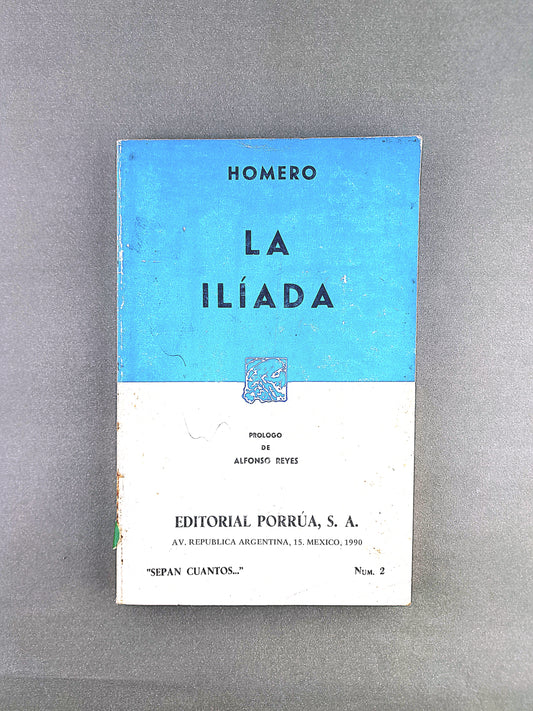 HOMERO
LA
ILÍADA
PROLOGO
DE
ALFONSO REYES
EDITORIAL PORRÚA, S. A.
AV. REPUBLICA ARGENTINA, 15. MEXICO, 1990
"SEPAN CUANTOS..."
NUM. 2